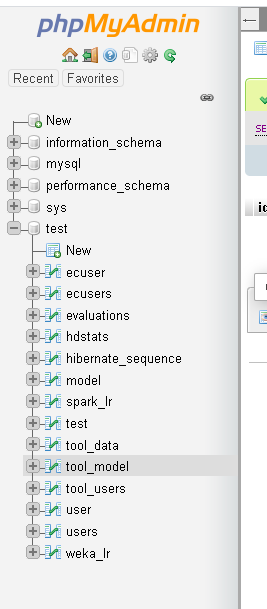 phpMyAdmin
Recent Favorites
New
information_schema
mysql
performance_schema
sys
test
New
ecuser
ecusers
evaluations
hdstats
hibernate_sequence
model
spark_lr
test
tool_data
tool_model
tool_users
user
users
weka_lr
SE